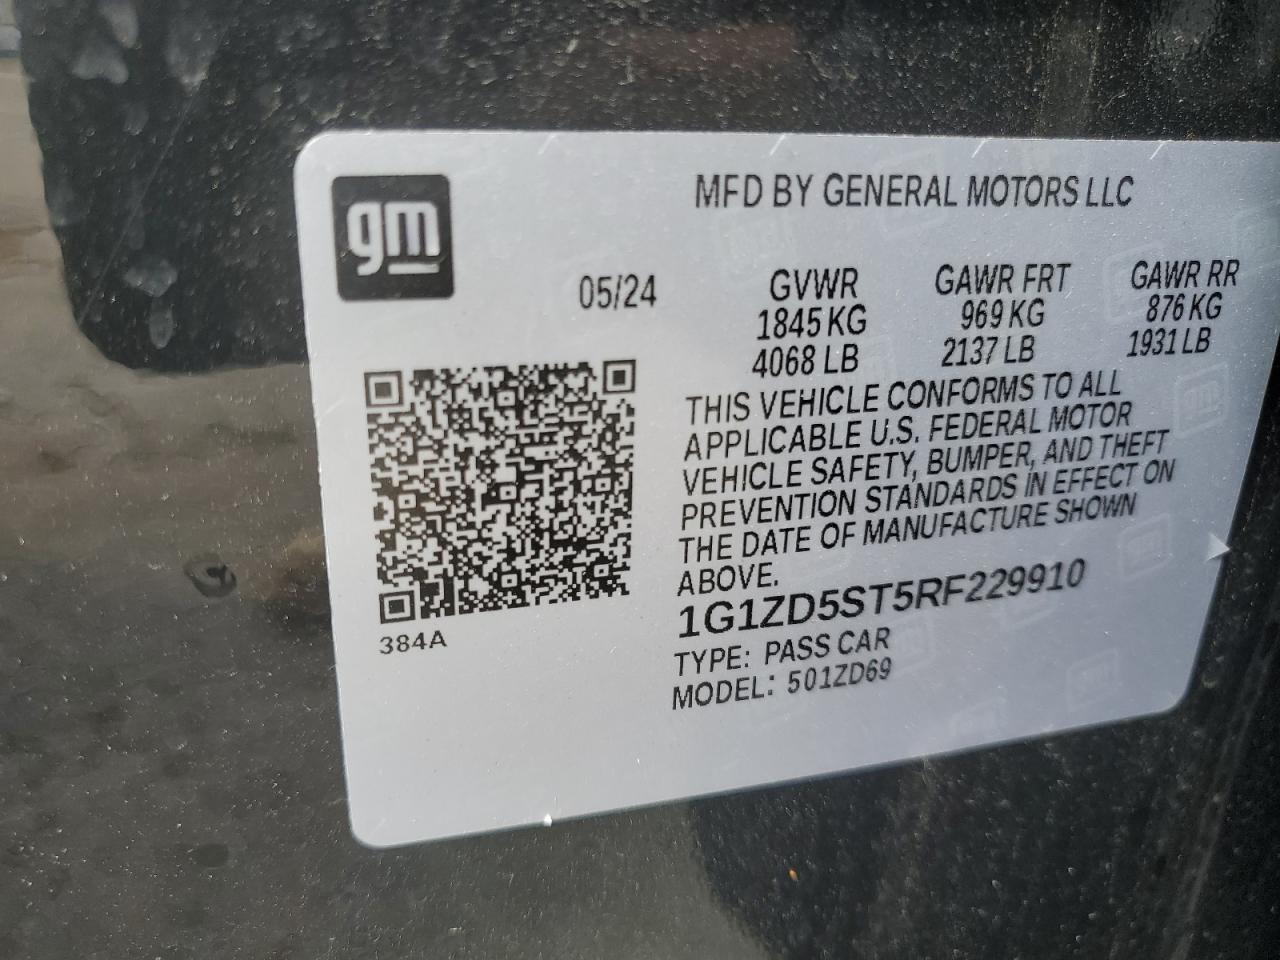 gm
MFD BY GENERAL MOTORS LLC
05/24 GVWR GAWR FRT GAWR RR
1845 KG 969 KG 876 KG
4068 LB 2137 LB 1931 LB
THIS VEHICLE CONFORMS TO ALL
APPLICABLE U.S. FEDERAL MOTOR
VEHICLE SAFETY, BUMPER, AND THEFT
PREVENTION STANDARDS IN EFFECT ON
THE DATE OF MANUFACTURE SHOWN
ABOVE.
1G1ZD5ST5RF229910
384A
TYPE: PASS CAR
MODEL: 501ZD69